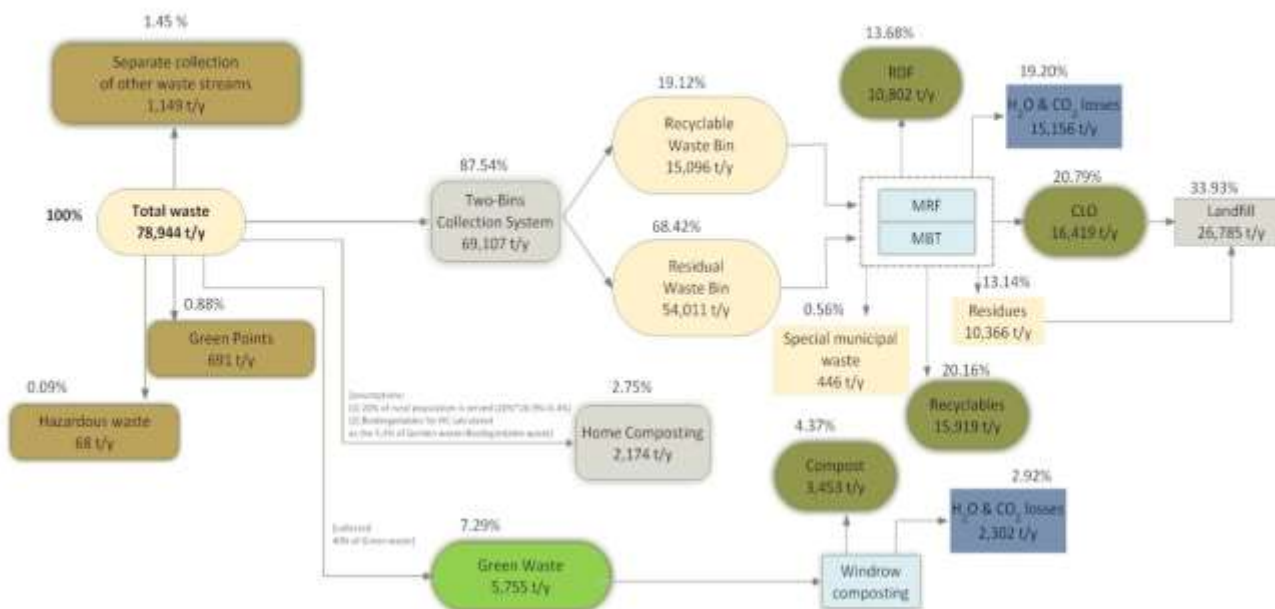 1.45 %
Separate collection
of other waste streams
1,149 t/y
100%
Total waste
78,944 t/y
0.88%
Green Points
691 t/y
0.09%
Hazardous waste
68 t/y
87.54%
Two-Bins
Collection System
69,107 t/y
19.12%
Recyclable
Waste Bin
15,096 t/y
68.42%
Residual
Waste Bin
54,011 t/y
13.68%
RDF
10,802 t/y
19.20%
H2O & CO2 losses
15,156 t/y
MRF
MBT
20.79%
CLO
16,419 t/y
33.93%
Landfill
26,785 t/y
13.14%
Residues
10,366 t/y
0.56%
Special municipal
waste
446 t/y
20.16%
Recyclables
15,919 t/y
2.75%
Home Composting
2,174 t/y
4.37%
Compost
3,453 t/y
2.92%
H2O & CO2 losses
2,302 t/y
7.29%
Green Waste
5,755 t/y
Windrow
composting